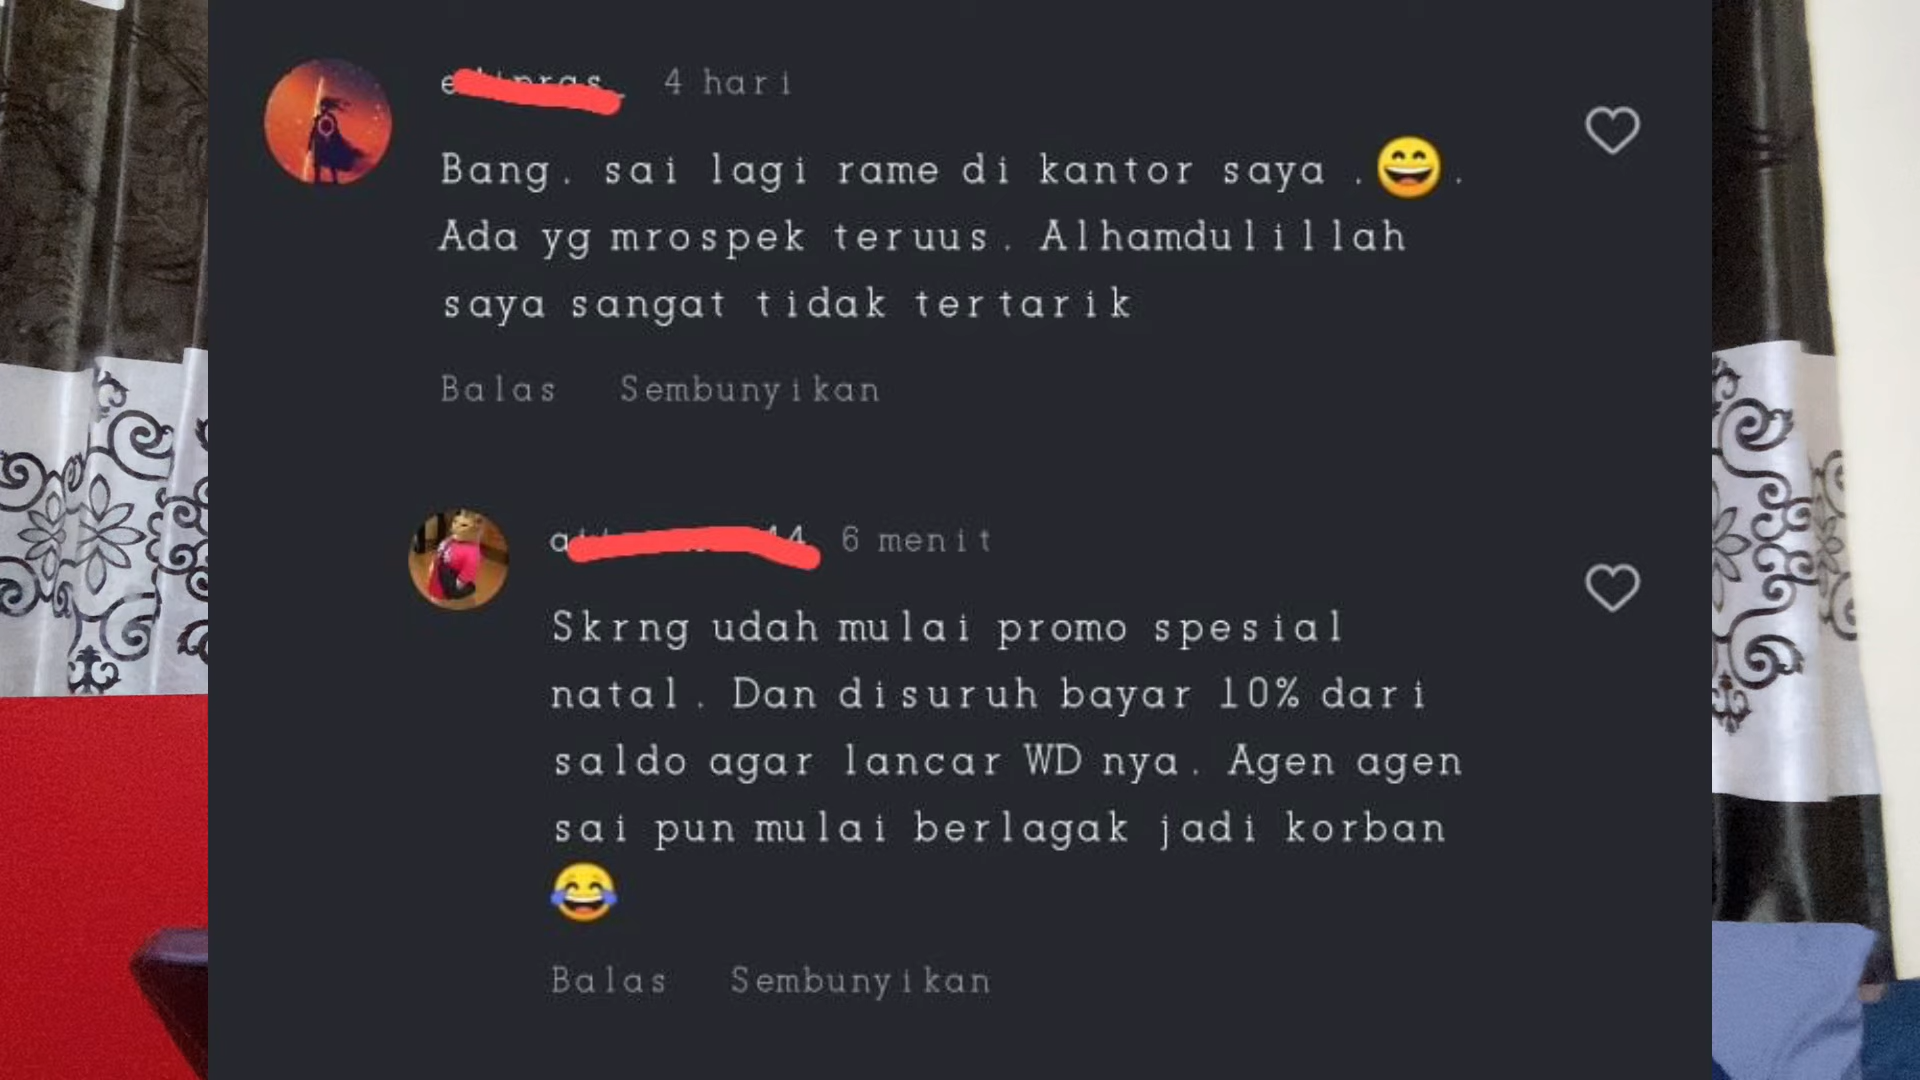 4 hari
Bang. sai lagi rame di kantor saya .😄.
Ada yg mrospek teruus. Alhamdulillah
saya sangat tidak tertarik
Balas Sembunyikan
6 menit
Skrng udah mulai promo spesial
natal. Dan disuruh bayar 10% dari
saldo agar lancar WD nya. Agen agen
sai pun mulai berlagak jadi korban
😂
Balas Sembunyikan